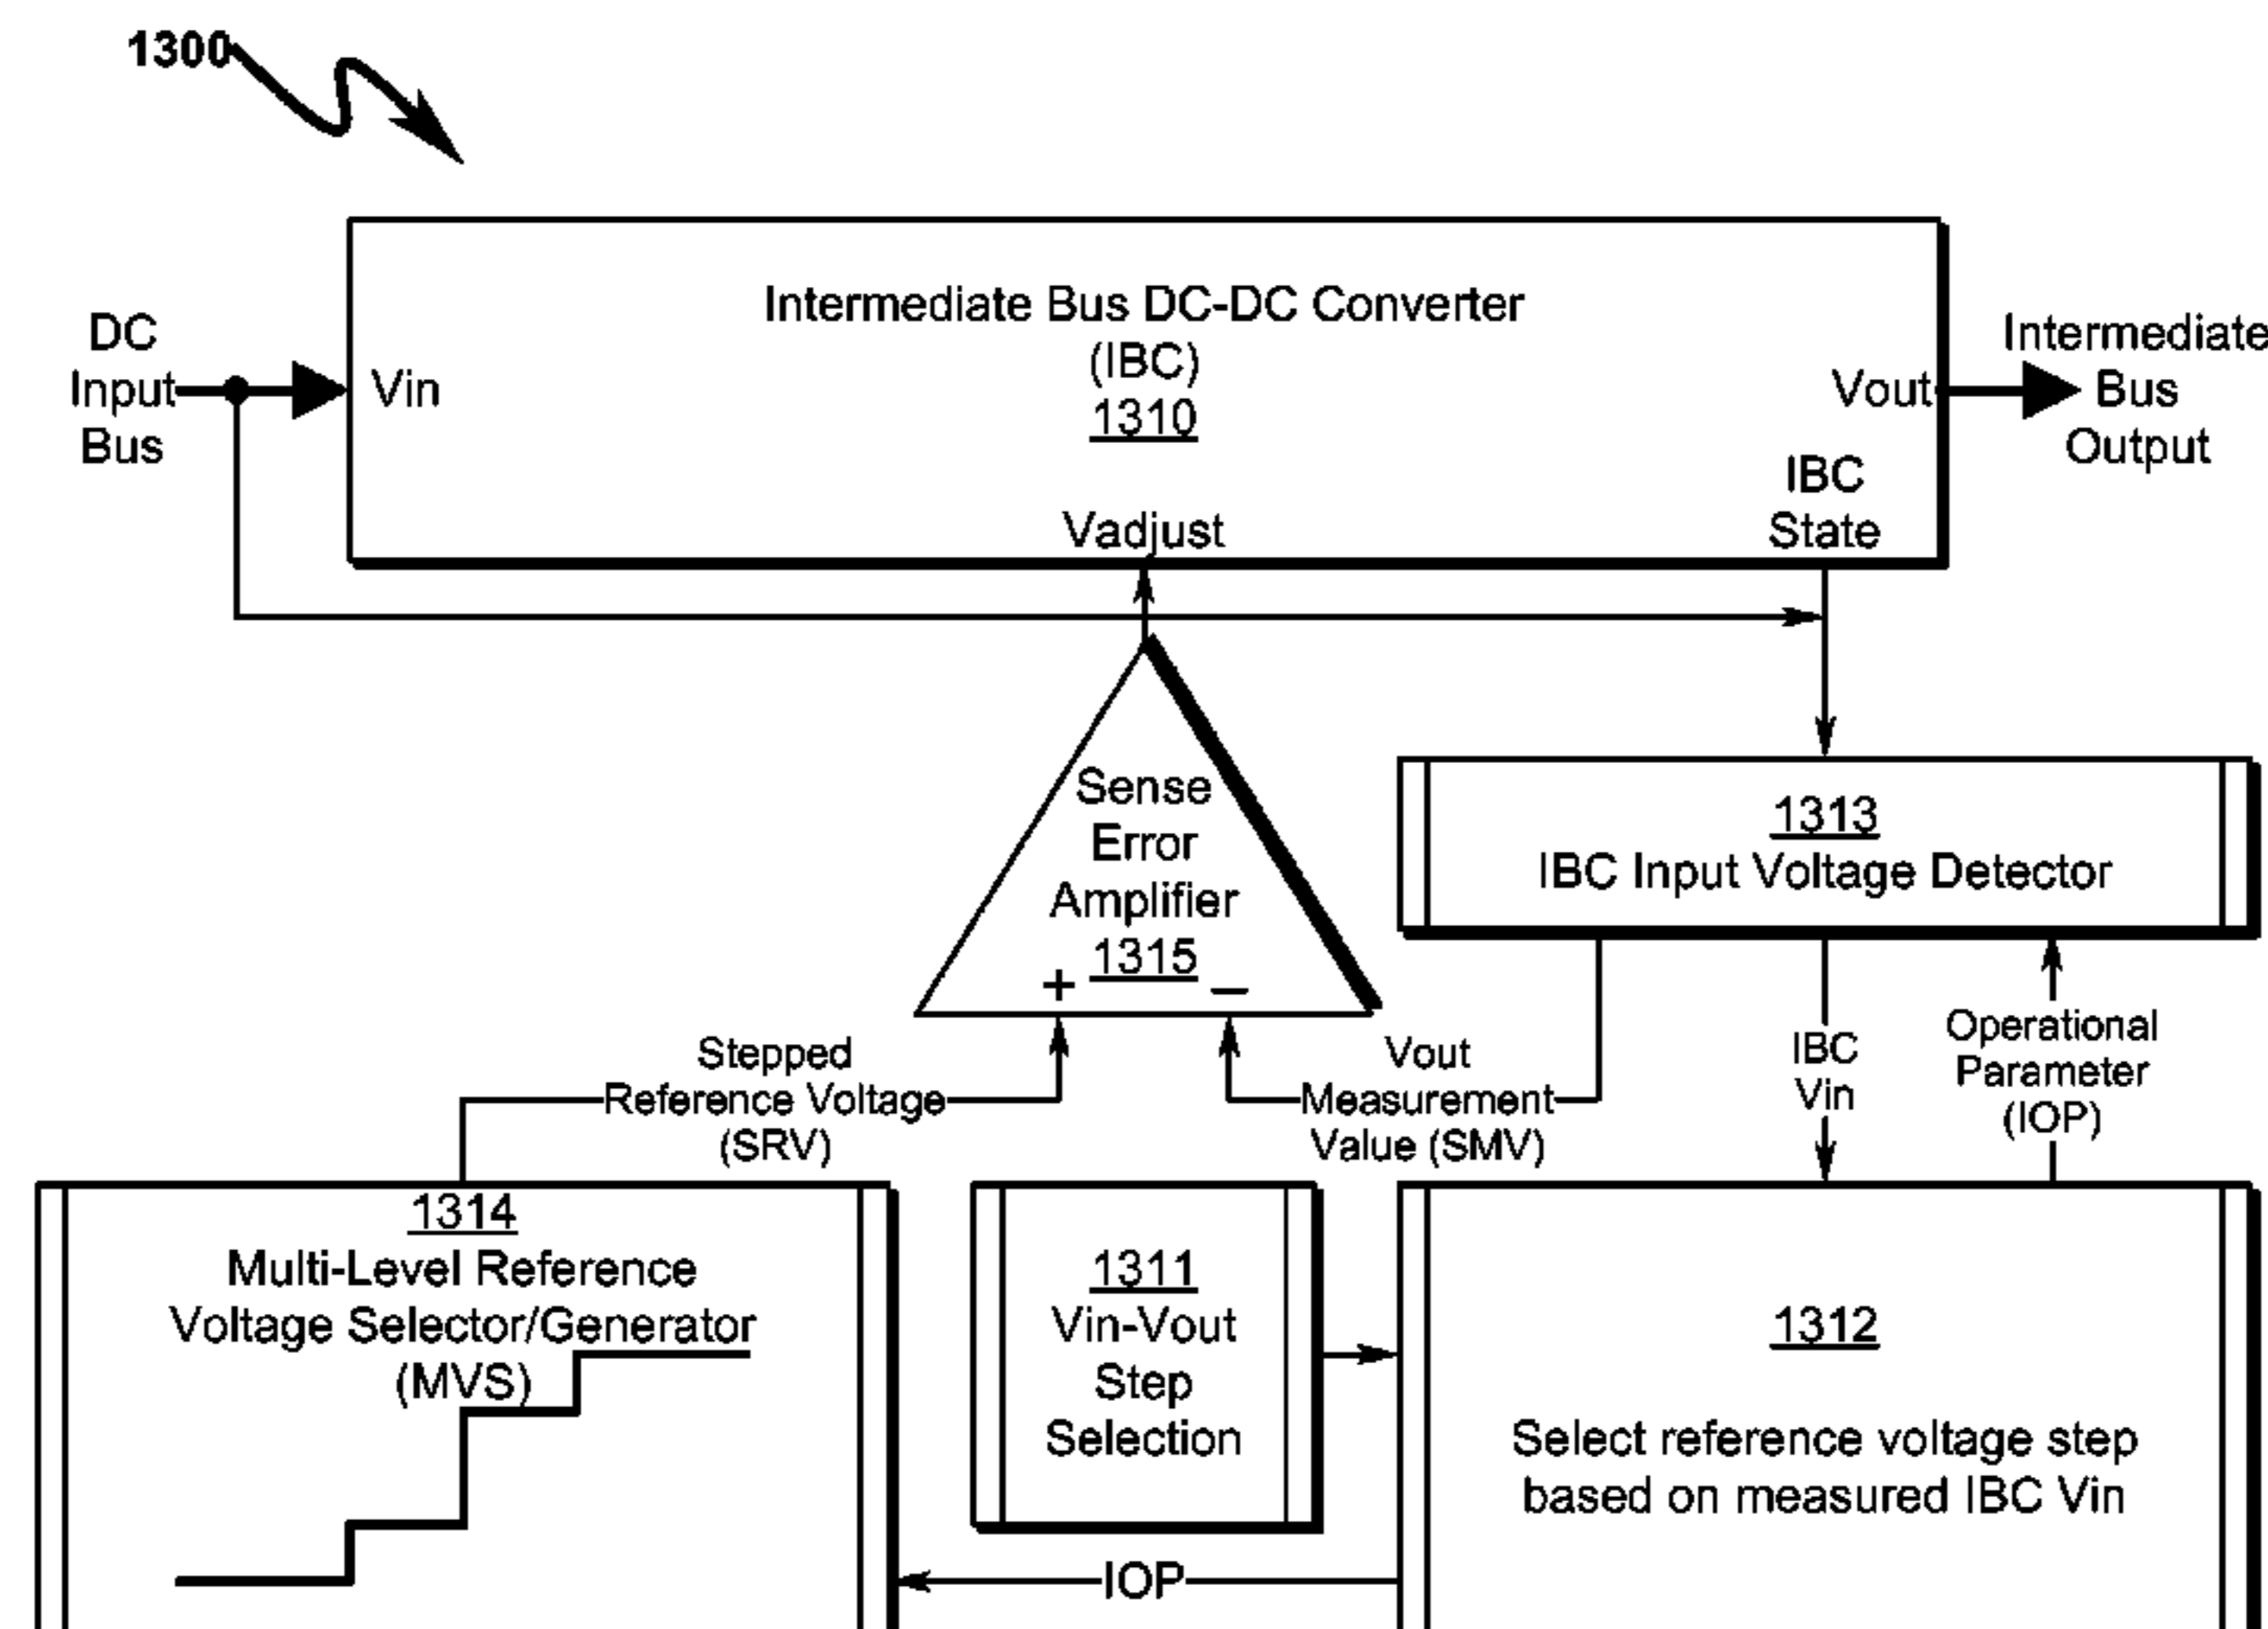 1300
DC
Input
Bus
Vin
Intermediate Bus DC-DC Converter
(IBC)
1310
Vadjust
Vout
IBC
State
Intermediate
Bus
Output
Sense
Error
Amplifier
1315
+ −
1313
IBC Input Voltage Detector
Stepped
Reference Voltage
(SRV)
Vout
Measurement
Value (SMV)
IBC
Vin
Operational
Parameter
(IOP)
1314
Multi-Level Reference
Voltage Selector/Generator
(MVS)
1311
Vin-Vout
Step
Selection
1312
Select reference voltage step
based on measured IBC Vin
IOP